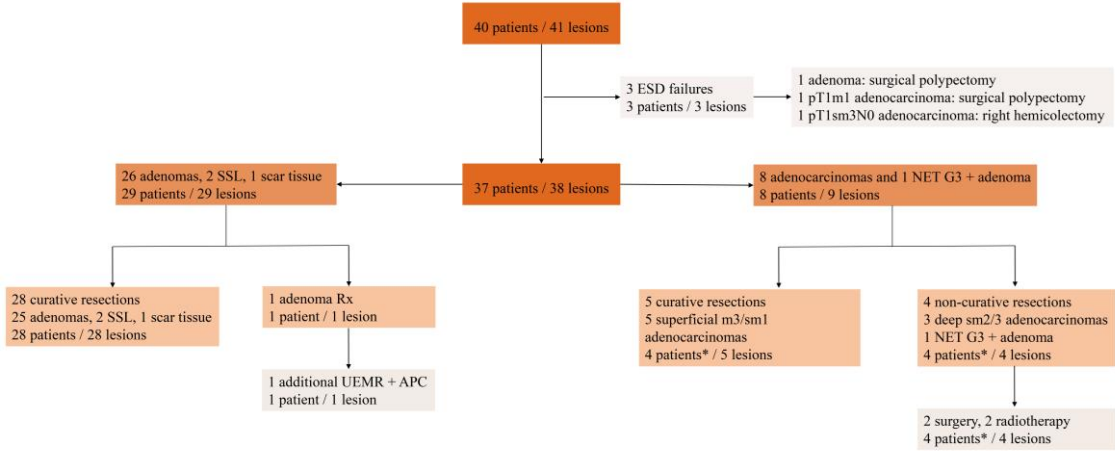 40 patients / 41 lesions
3 ESD failures
3 patients / 3 lesions
1 adenoma: surgical polypectomy
1 pT1m1 adenocarcinoma: surgical polypectomy
1 pT1sm3N0 adenocarcinoma: right hemicolectomy
26 adenomas, 2 SSL, 1 scar tissue
29 patients / 29 lesions
37 patients / 38 lesions
8 adenocarcinomas and 1 NET G3 + adenoma
8 patients / 9 lesions
28 curative resections
25 adenomas, 2 SSL, 1 scar tissue
28 patients / 28 lesions
1 adenoma Rx
1 patient / 1 lesion
1 additional UEMR + APC
1 patient / 1 lesion
5 curative resections
5 superficial m3/sm1
adenocarcinomas
4 patients* / 5 lesions
4 non-curative resections
3 deep sm2/3 adenocarcinomas
1 NET G3 + adenoma
4 patients* / 4 lesions
2 surgery, 2 radiotherapy
4 patients* / 4 lesions